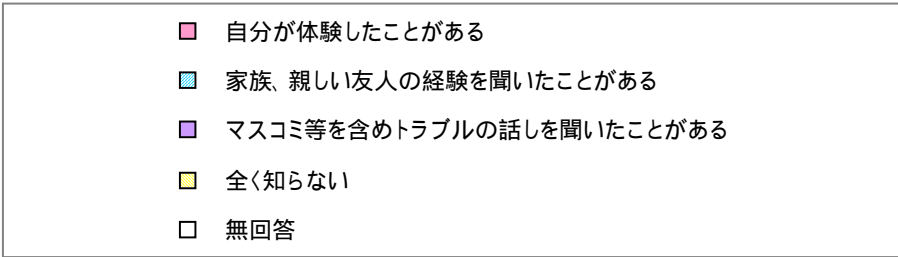 自分が体験したことがある
家族、親しい友人の経験を聞いたことがある
マスコミ等を含めトラブルの話しを聞いたことがある
全く知らない
無回答